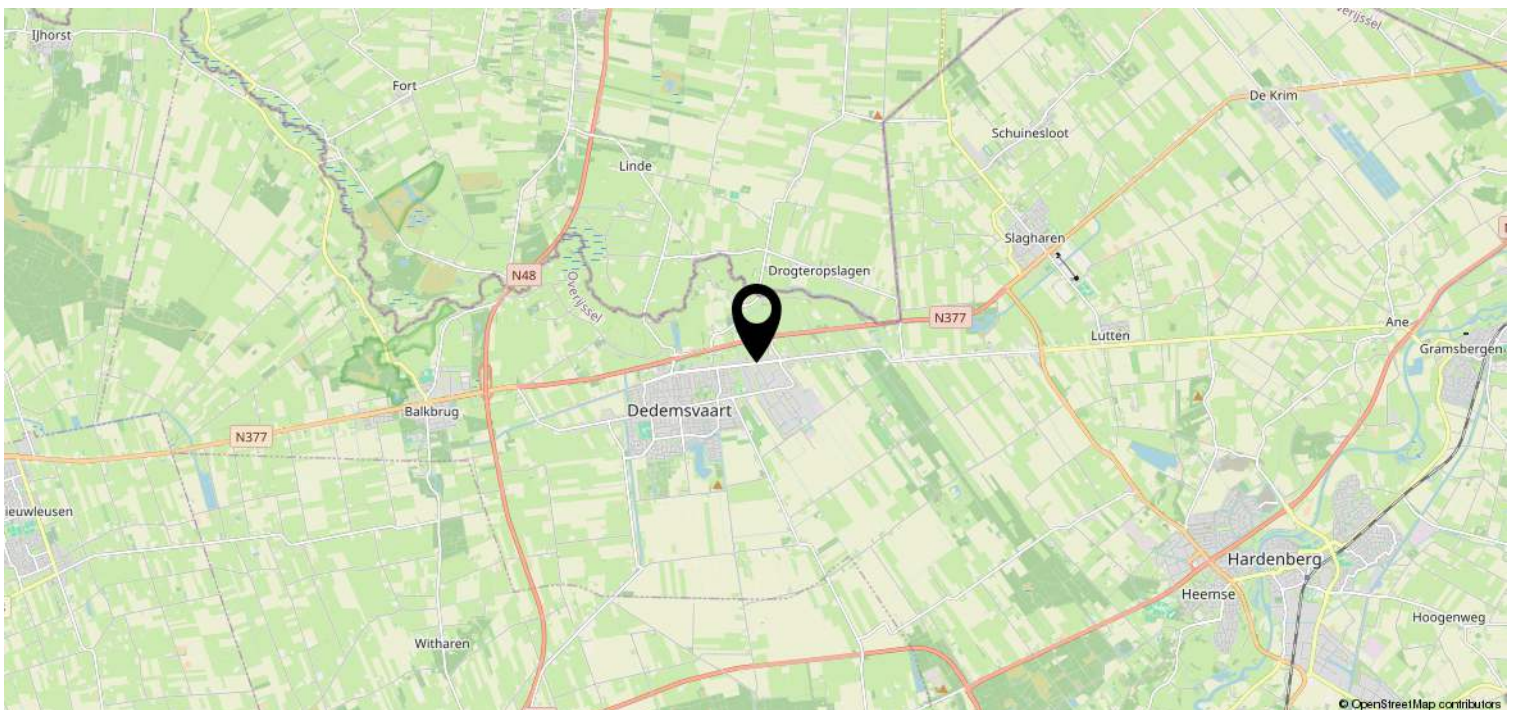 IJhorst
Overijssel
Fort
De Krim
Schuinesloot
Linde
Slagharen
Drogteropslagen
N48
Overijssel
N377
Lutten
Ane
Gramsbergen
Balkbrug
Dedemsvaart
N377
ieuwleusen
Hardenberg
Heemse
Hoogenweg
Witharen
© OpenStreetMap contributors